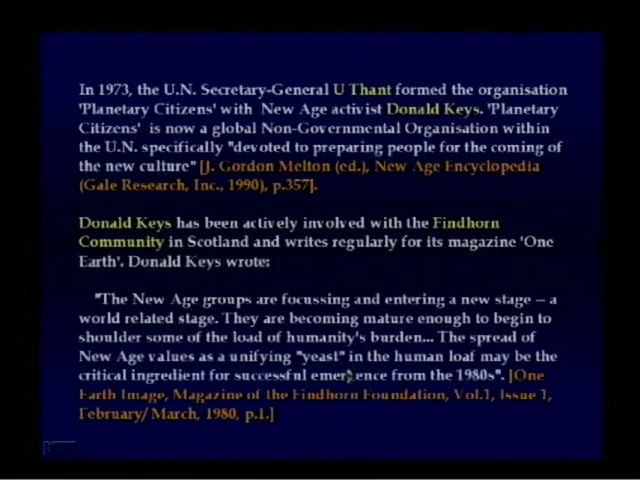 In 1973, the U.N. Secretary-General U Thant formed the organisation
'Planetary Citizens' with New Age activist Donald Keys. 'Planetary
Citizens' is now a global Non-Governmental Organisation within
the U.N. specifically "devoted to preparing people for the coming of
the new culture" [J. Gordon Melton (ed.), New Age Encyclopedia
(Gale Research, Inc., 1990), p.357].
Donald Keys has been actively involved with the Findhorn
Community in Scotland and writes regularly for its magazine 'One
Earth'. Donald Keys wrote:
"The New Age groups are focussing and entering a new stage – a
world related stage. They are becoming mature enough to begin to
shoulder some of the load of humanity's burden... The spread of
New Age values as a unifying "yeast" in the human loaf may be the
critical ingredient for successful emergence from the 1980s". [One
Earth Image, Magazine of the Findhorn Foundation, Vol.1, Issue 1,
February/March, 1980, p.1.]